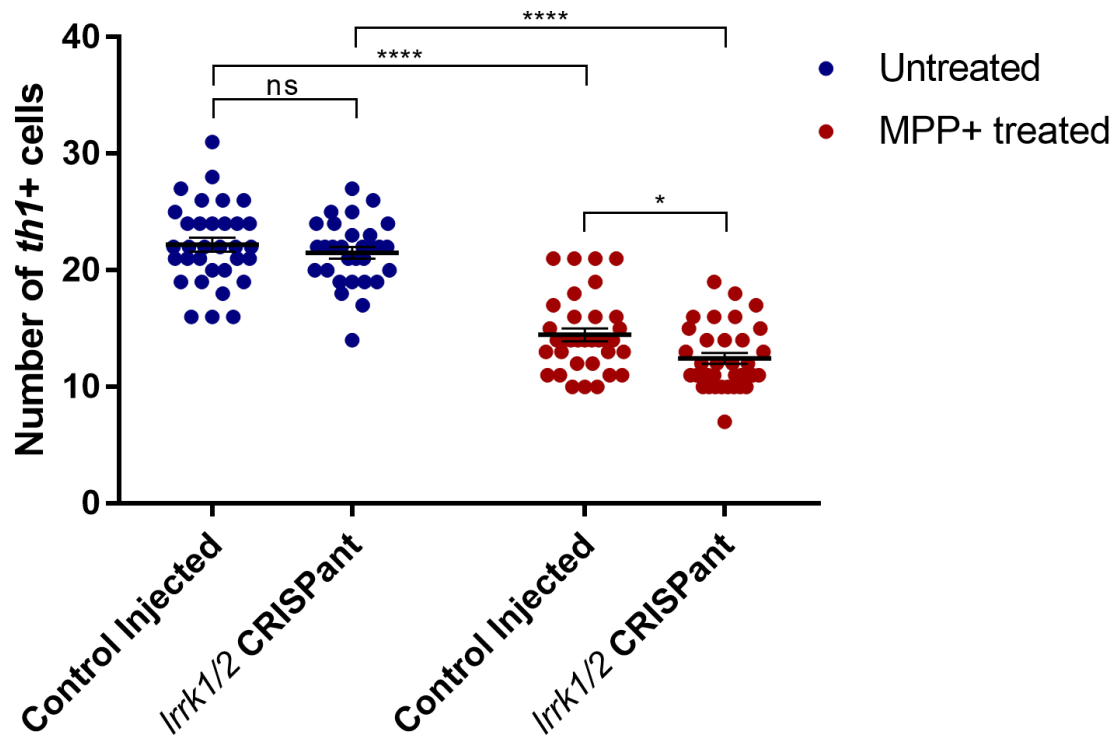 ****
****
ns
*
Untreated
MPP+ treated
Number of th1+ cells
40
30
20
10
0
Control Injected
lrrk1/2 CRISPant
Control Injected
lrrk1/2 CRISPant